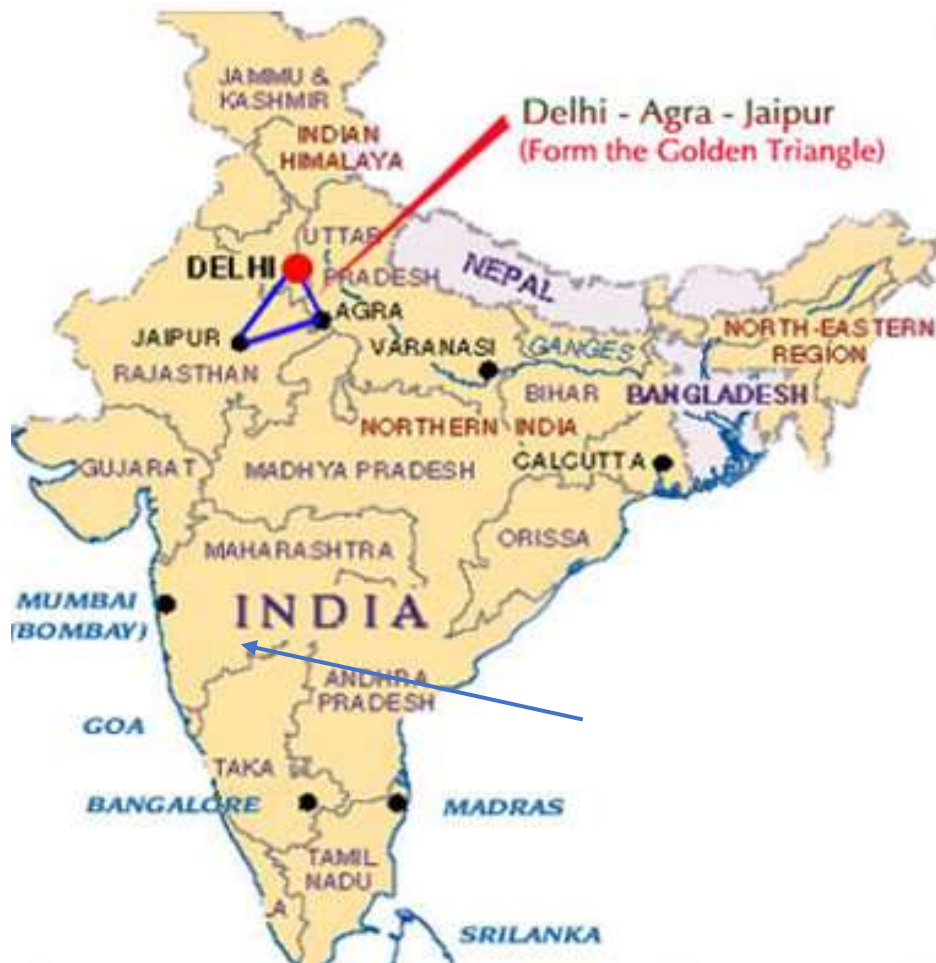 JAMMU &
KASHMIR
Delhi - Agra - Jaipur
(Form the Golden Triangle)
INDIAN
HIMALAYA
UTTAR
PRADESH
DELHI
NEPAL
AGRA
JAIPUR
VARANASI
GANGES
NORTH-EASTERN
REGION
RAJASTHAN
BIHAR
BANGLADESH
NORTHERN INDIA
GUJARAT
MADHYA PRADESH
CALCUTTA
ORISSA
MAHARASHTRA
MUMBAI
(BOMBAY)
INDIA
ANDHRA
PRADESH
GOA
TAKA
BANGALORE
MADRAS
TAMIL
NADU
A
SRILANKA